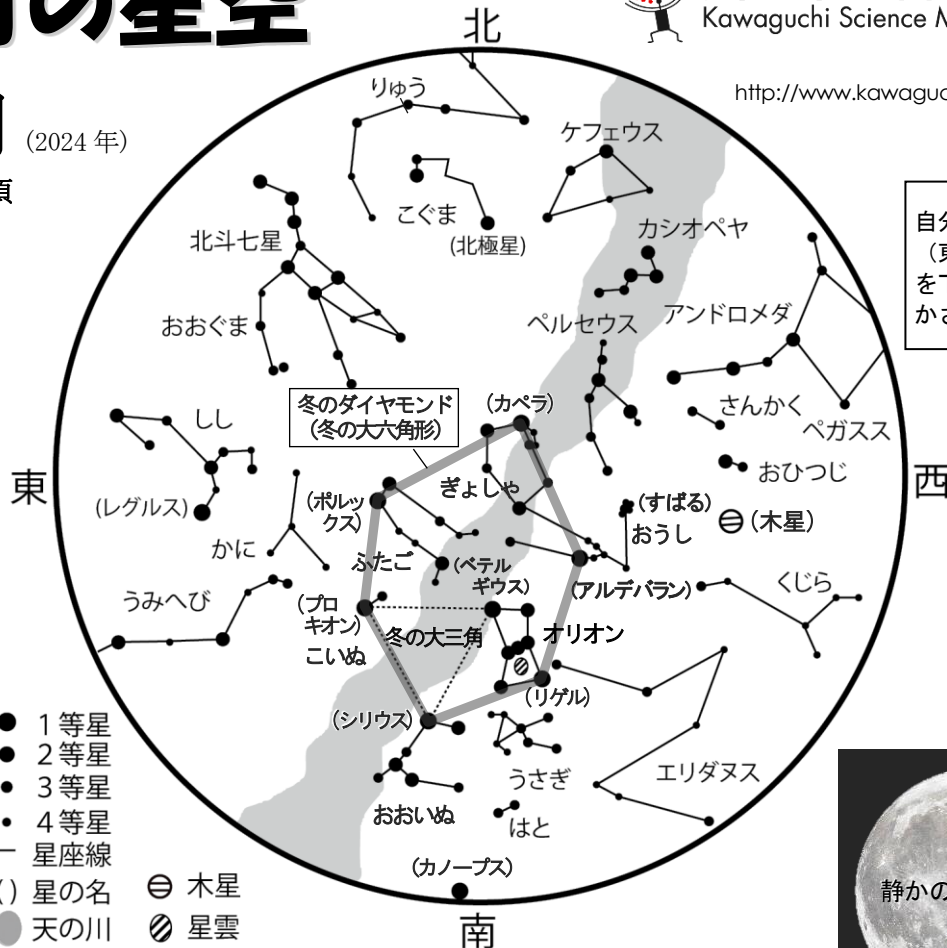 の星空
北
Kawaguchi Science M
(2024 年)
http://www.kawaguc
頃
りゅう
ケフェウス
こぐま
(北極星)
北斗七星
カシオペヤ
自分
(東
を下
かざ
おおぐま
ペルセウス
アンドロメダ
冬のダイヤモンド
(冬の大六角形)
(カペラ)
さんかく
ペガスス
しし
ぎょしゃ
おひつじ
東
西
(レグルス)
(ポルッ
クス)
(すばる)
おうし
(木星)
かに
ふたご
(ベテル
ギウス)
(アルデバラン)
くじら
うみへび
(プロ
キオン)
こいぬ
冬の大三角
オリオン
(リゲル)
(シリウス)
うさぎ
エリダヌス
おおいぬ
はと
(カノープス)
南
1等星
2等星
3等星
4等星
星座線
() 星の名
天の川
木星
星雲
静かの